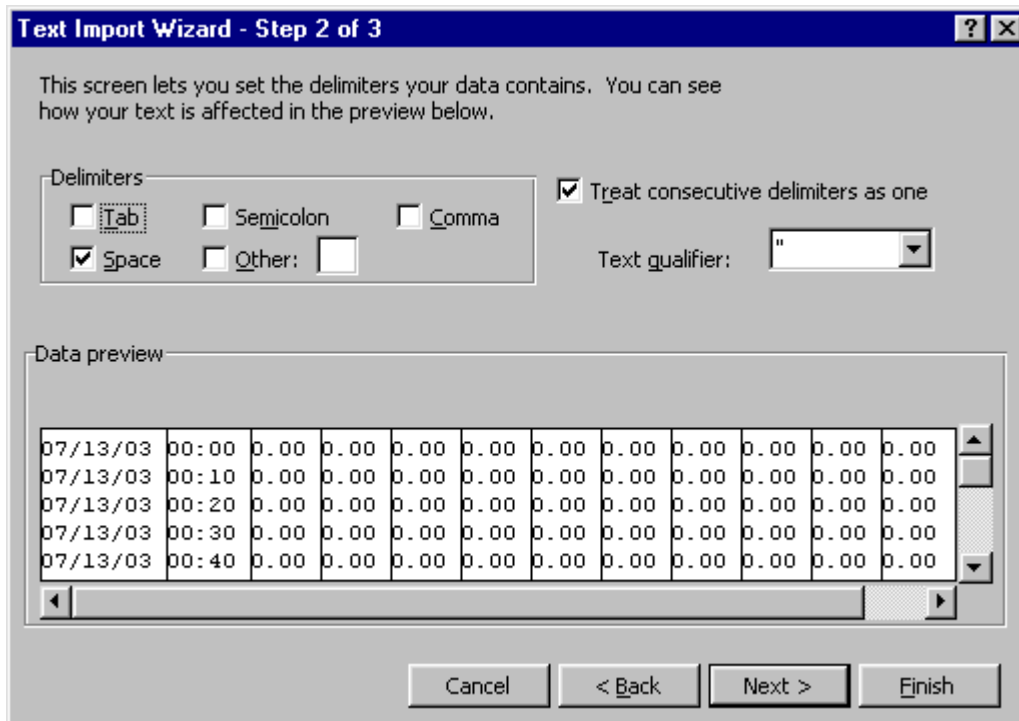 Text Import Wizard - Step 2 of 3
This screen lets you set the delimiters your data contains.  You can see
how your text is affected in the preview below.
Delimiters
Tab Semicolon Comma
Space Other:
Treat consecutive delimiters as one
Text qualifier: "
Data preview
07/13/03 00:00 0.00 0.00 0.00 0.00 0.00 0.00 0.00 0.00 0.00 0.00
07/13/03 00:10 0.00 0.00 0.00 0.00 0.00 0.00 0.00 0.00 0.00 0.00
07/13/03 00:20 0.00 0.00 0.00 0.00 0.00 0.00 0.00 0.00 0.00 0.00
07/13/03 00:30 0.00 0.00 0.00 0.00 0.00 0.00 0.00 0.00 0.00 0.00
07/13/03 00:40 0.00 0.00 0.00 0.00 0.00 0.00 0.00 0.00 0.00 0.00
Cancel < Back Next > Finish